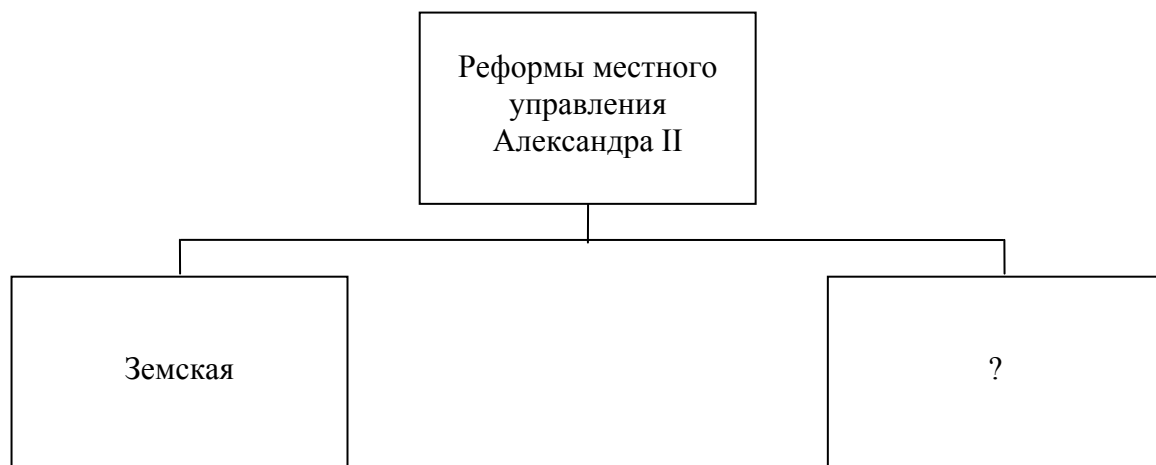 Реформы местного
управления
Александра II
Земская
?